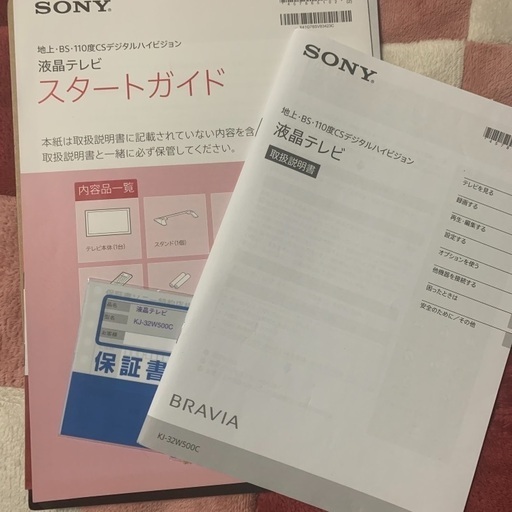 SONY
地上・BS・110度CSデジタルハイビジョン
液晶テレビ
スタートガイド
本紙は取扱説明書に記載されていない内容を含
取扱説明書と一緒に必ず保管してください。
内容品一覧
テレビ本体(1台)
スタンド(1個)
液晶テレビ
KJ-32W500C
保証書
SONY
地上・BS・110度CSデジタルハイビジョン
液晶テレビ
取扱説明書
テレビを見る
録画する
再生・編集する
設定する
オプションを使う
他機器を接続する
困ったときは
安全のために/その他
BRAVIA
KJ-32W500C